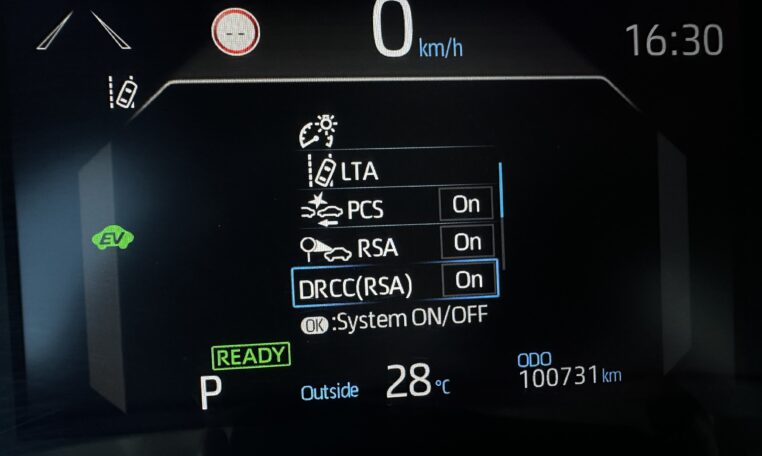 -- 0 km/h 16:30
LTA
PCS On
EV
RSA On
DRCC(RSA) On
OK :System ON/OFF
READY
P Outside 28 °C ODO
100731 km